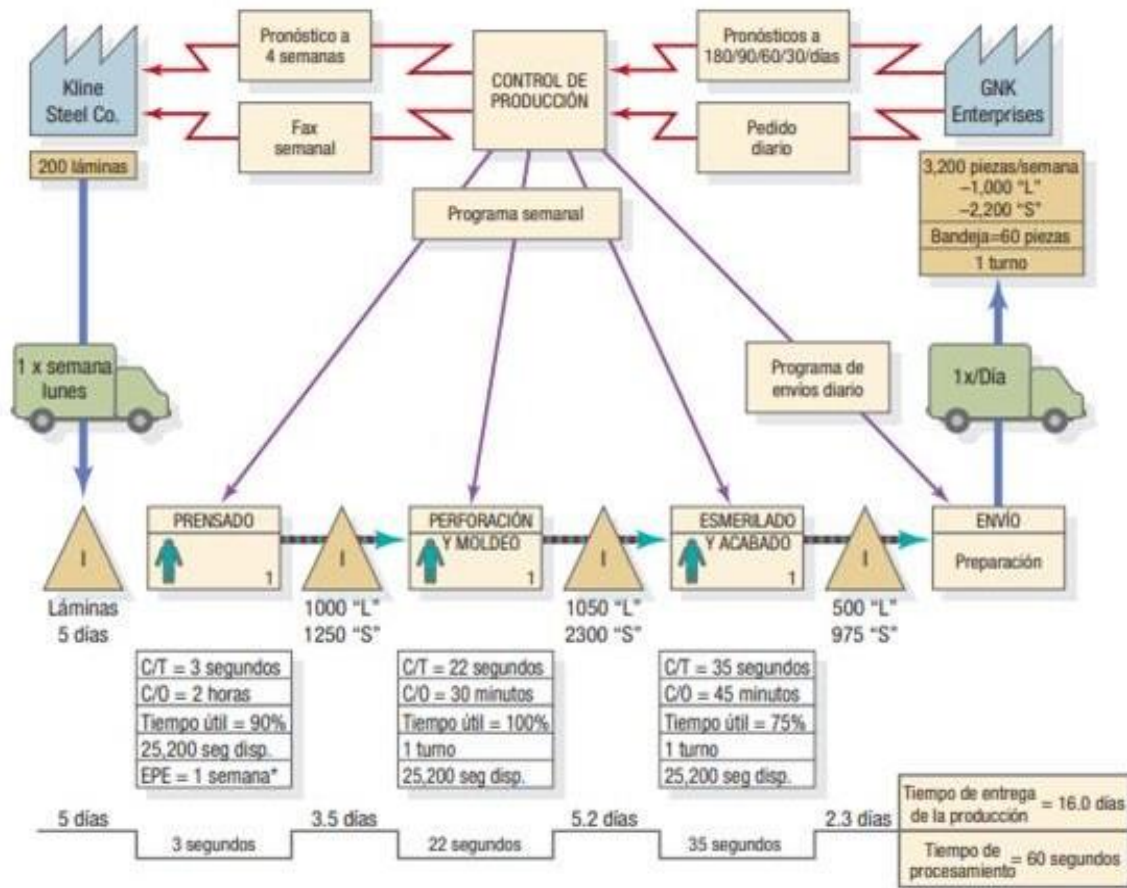 Pronóstico a
4 semanas
Pronósticos a
180/90/60/30/días
CONTROL DE
PRODUCCIÓN
Kline
Steel Co.
GNK
Enterprises
Fax
semanal
Pedido
diario
200 láminas
3,200 piezas/semana
–1,000 “L”
–2,200 “S”
Bandeja=60 piezas
1 turno
Programa semanal
1 x semana
lunes
Programa de
envíos diario
1x/Día
I
Láminas
5 días
PRENSADO
1
I
1000 “L”
1250 “S”
PERFORACIÓN
Y MOLDEO
1
I
1050 “L”
2300 “S”
ESMERILADO
Y ACABADO
1
I
500 “L”
975 “S”
ENVÍO
Preparación
C/T = 3 segundos
C/O = 2 horas
Tiempo útil = 90%
25,200 seg disp.
EPE = 1 semana*
C/T = 22 segundos
C/O = 30 minutos
Tiempo útil = 100%
1 turno
25,200 seg disp.
C/T = 35 segundos
C/O = 45 minutos
Tiempo útil = 75%
1 turno
25,200 seg disp.
5 días
3 segundos
3.5 días
22 segundos
5.2 días
35 segundos
2.3 días
Tiempo de entrega
de la producción = 16.0 días
Tiempo de
procesamiento = 60 segundos